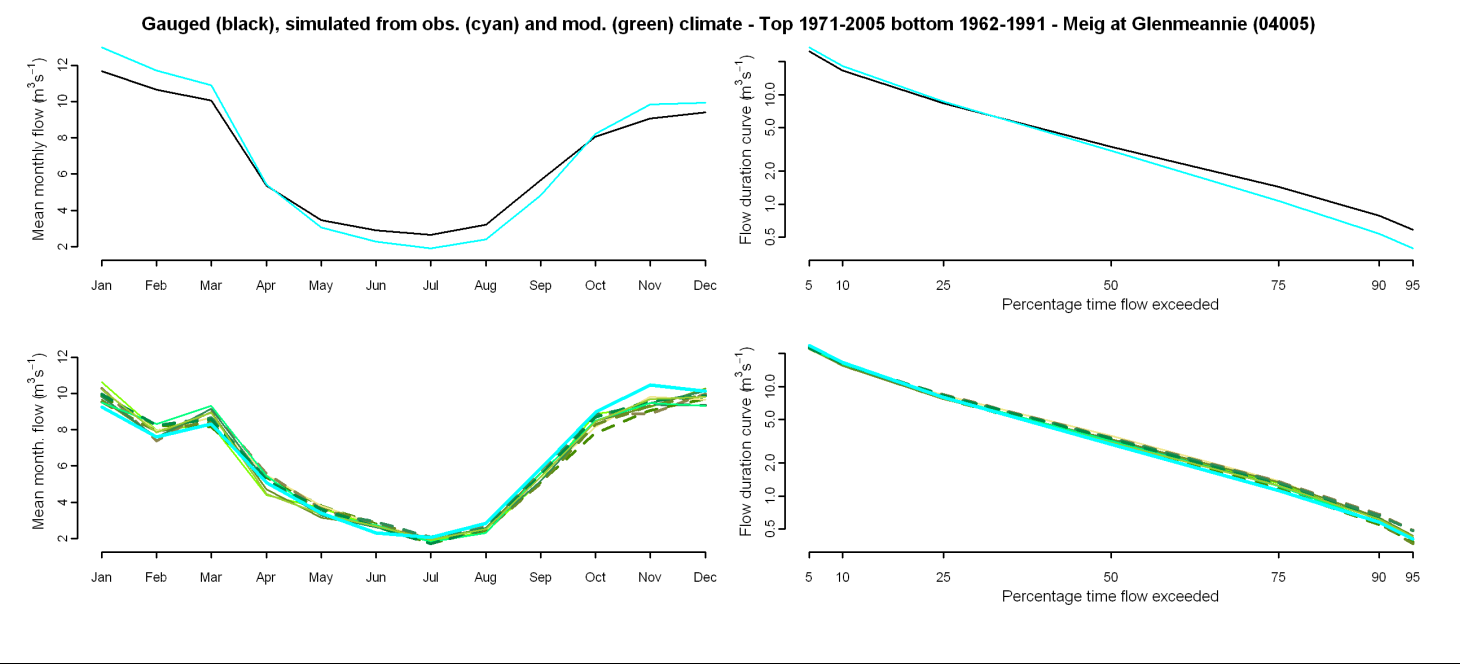 Gauged (black), simulated from obs. (cyan) and mod. (green) climate - Top 1971-2005 bottom 1962-1991 - Meig at Glenmeannie (04005)
Mean monthly flow (m³s⁻¹)
2 4 6 8 10 12
Jan Feb Mar Apr May Jun Jul Aug Sep Oct Nov Dec
Flow duration curve (m³s⁻¹)
0.5 1.0 2.0 5.0 10.0
5 10 25 50 75 90 95
Percentage time flow exceeded
Mean month. flow (m³s⁻¹)
2 4 6 8 10 12
Jan Feb Mar Apr May Jun Jul Aug Sep Oct Nov Dec
Flow duration curve (m³s⁻¹)
0.5 1.0 2.0 5.0 10.0
5 10 25 50 75 90 95
Percentage time flow exceeded